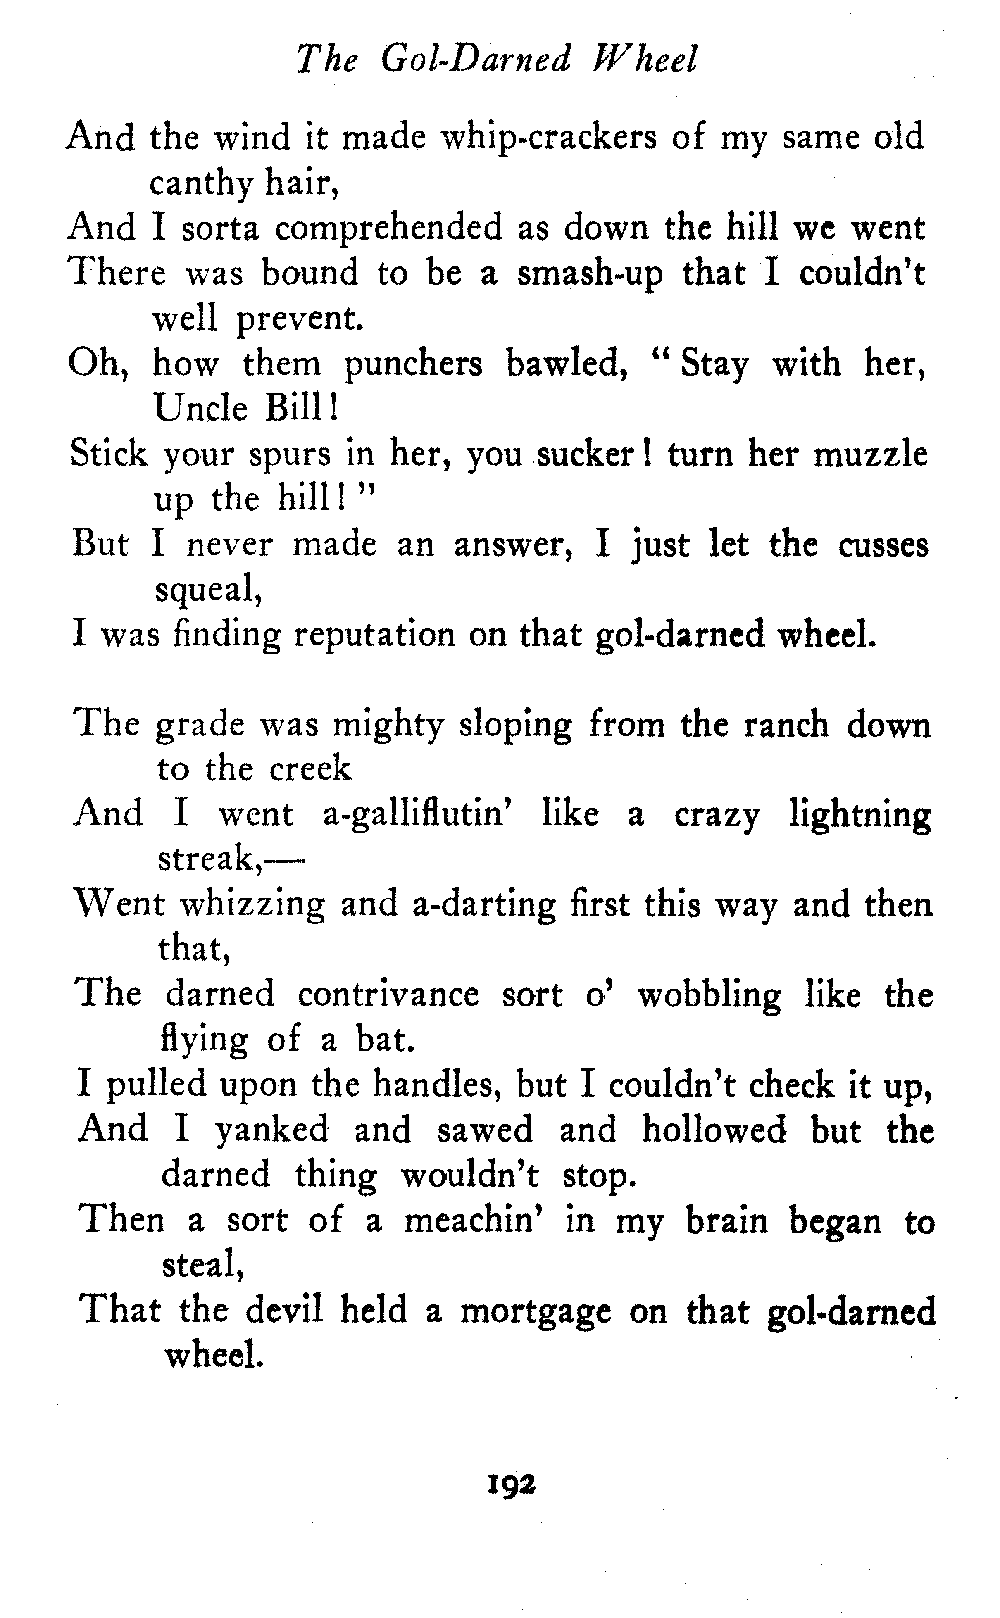 The Gol-Darned Wheel
And the wind it made whip-crackers of my same old
canthy hair,
And I sorta comprehended as down the hill we went
There was bound to be a smash-up that I couldn't
well prevent.
Oh, how them punchers bawled, “ Stay with her,
Uncle Bill!
Stick your spurs in her, you sucker! turn her muzzle
up the hill! ”
But I never made an answer, I just let the cusses
squeal,
I was finding reputation on that gol-darned wheel.
The grade was mighty sloping from the ranch down
to the creek
And I went a-galliflutin' like a crazy lightning
streak,—
Went whizzing and a-darting first this way and then
that,
The darned contrivance sort o' wobbling like the
flying of a bat.
I pulled upon the handles, but I couldn't check it up,
And I yanked and sawed and hollowed but the
darned thing wouldn't stop.
Then a sort of a meachin' in my brain began to
steal,
That the devil held a mortgage on that gol-darned
wheel.
192